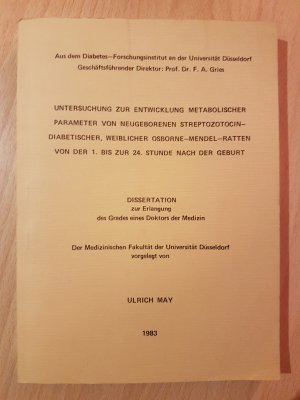 Aus dem Diabetes-Forschungsinstitut an der Universität Düsseldorf
Geschäftsführender Direktor: Prof. Dr. F. A. Gries
UNTERSUCHUNG ZUR ENTWICKLUNG METABOLISCHER
PARAMETER VON NEUGEBORENEN STREPTOZOTOCIN-
DIABETISCHER, WEIBLICHER OSBORNE-MENDEL-RATTEN
VON DER 1. BIS ZUR 24. STUNDE NACH DER GEBURT
DISSERTATION
zur Erlangung
des Grades eines Doktors der Medizin
Der Medizinischen Fakultät der Universität Düsseldorf
vorgelegt von
ULRICH MAY
1983